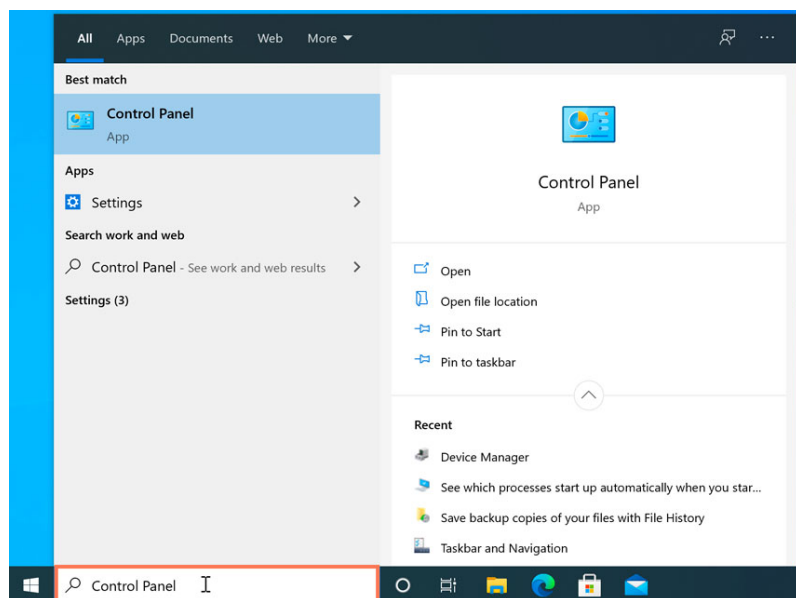 All Apps Documents Web More
Best match
Control Panel
App
Apps
Settings
Search work and web
Control Panel - See work and web results
Settings (3)
Control Panel
App
Open
Open file location
Pin to Start
Pin to taskbar
Recent
Device Manager
See which processes start up automatically when you star...
Save backup copies of your files with File History
Taskbar and Navigation
Control Panel